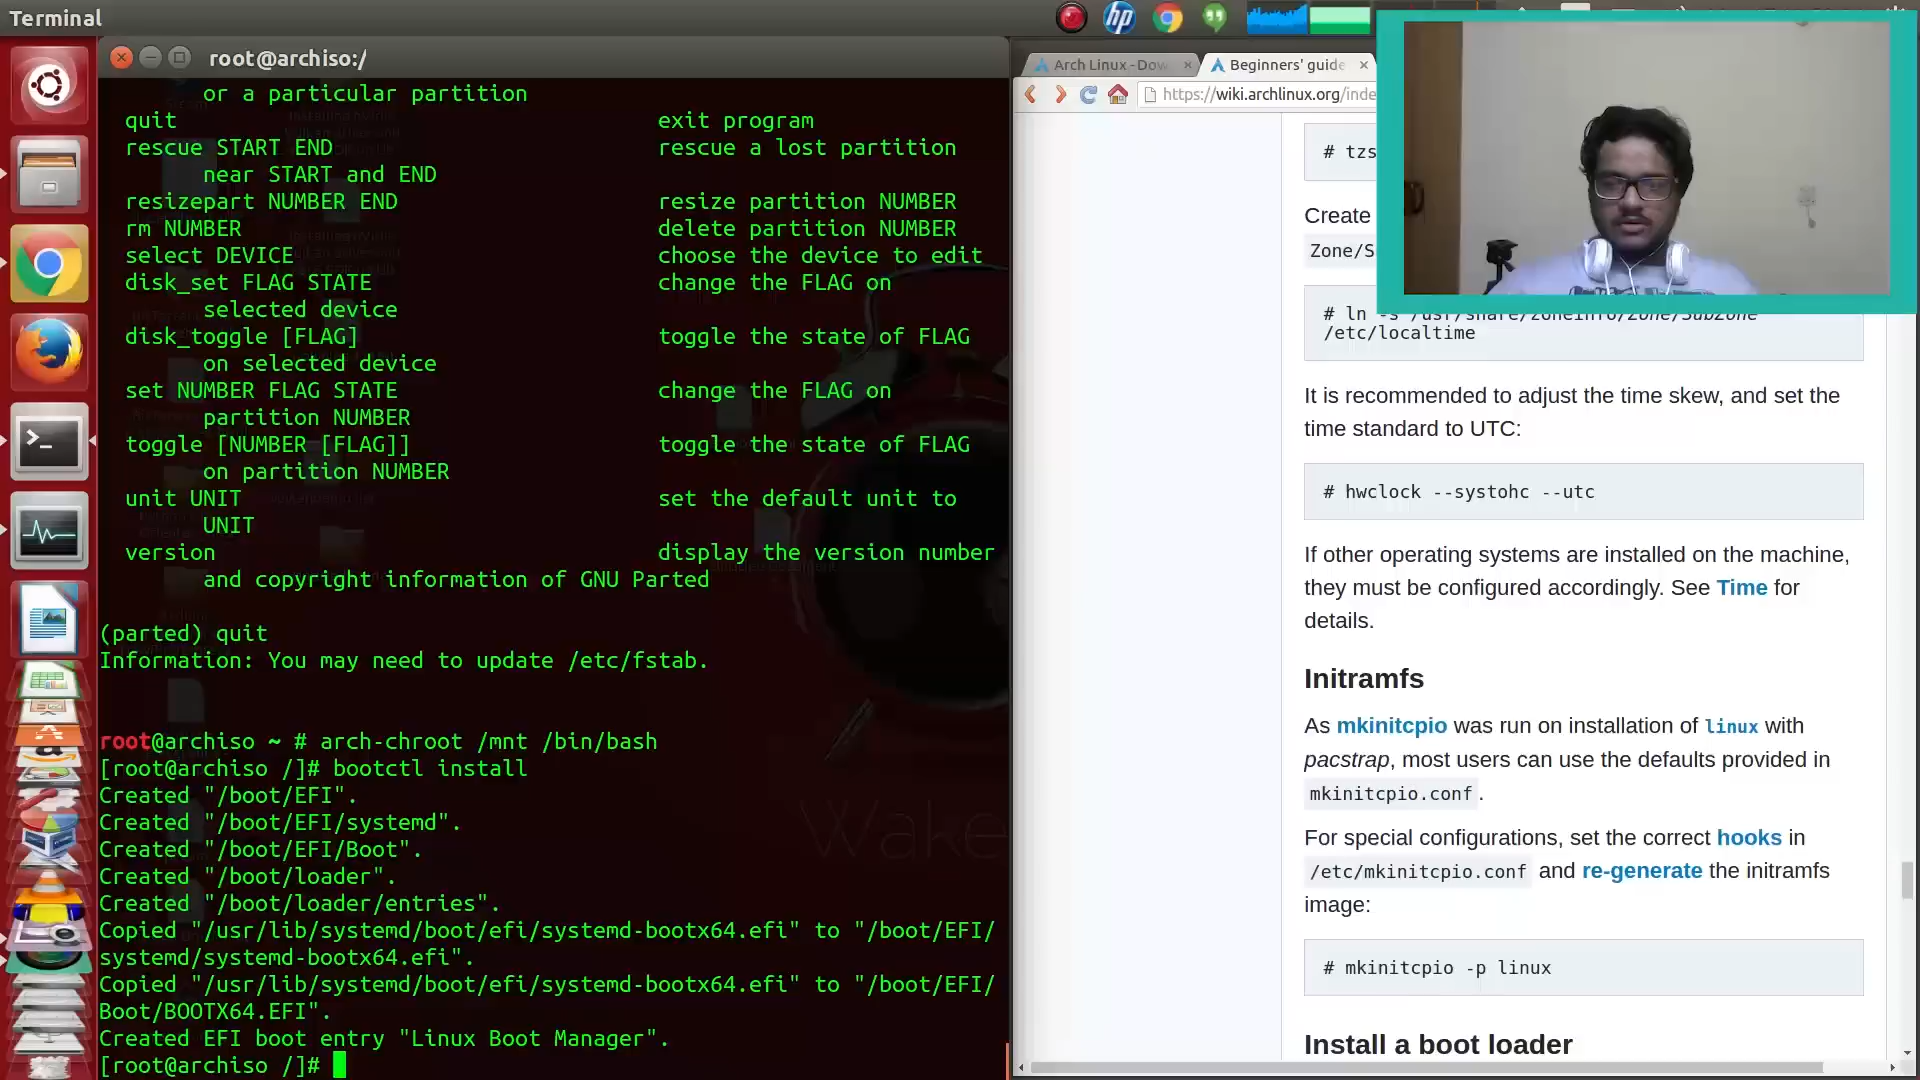 Terminal
root@archiso:/
or a particular partition
quit exit program
rescue START END rescue a lost partition
near START and END
resizepart NUMBER END resize partition NUMBER
rm NUMBER delete partition NUMBER
select DEVICE choose the device to edit
disk_set FLAG STATE change the FLAG on
selected device
disk_toggle [FLAG] toggle the state of FLAG
on selected device
set NUMBER FLAG STATE change the FLAG on
partition NUMBER
toggle [NUMBER [FLAG]] toggle the state of FLAG
on partition NUMBER
unit UNIT set the default unit to
UNIT
version display the version number
and copyright information of GNU Parted
(parted) quit
Information: You may need to update /etc/fstab.
root@archiso ~ # arch-chroot /mnt /bin/bash
[root@archiso /]# bootctl install
Created "/boot/EFI".
Created "/boot/EFI/systemd".
Created "/boot/EFI/Boot".
Created "/boot/loader".
Created "/boot/loader/entries".
Copied "/usr/lib/systemd/boot/efi/systemd-bootx64.efi" to "/boot/EFI/
systemd/systemd-bootx64.efi".
Copied "/usr/lib/systemd/boot/efi/systemd-bootx64.efi" to "/boot/EFI/
Boot/BOOTX64.EFI".
Created EFI boot entry "Linux Boot Manager".
[root@archiso /]#
Wake
Arch Linux - Dow
Beginners' guide
https://wiki.archlinux.org/inde
# tzs
Create
Zone/S
# ln -s /usr/share/zoneinfo/Zone/SubZone
/etc/localtime
It is recommended to adjust the time skew, and set the
time standard to UTC:
# hwclock --systohc --utc
If other operating systems are installed on the machine,
they must be configured accordingly. See Time for
details.
Initramfs
As mkinitcpio was run on installation of linux with
pacstrap, most users can use the defaults provided in
mkinitcpio.conf.
For special configurations, set the correct hooks in
/etc/mkinitcpio.conf and re-generate the initramfs
image:
# mkinitcpio -p linux
Install a boot loader